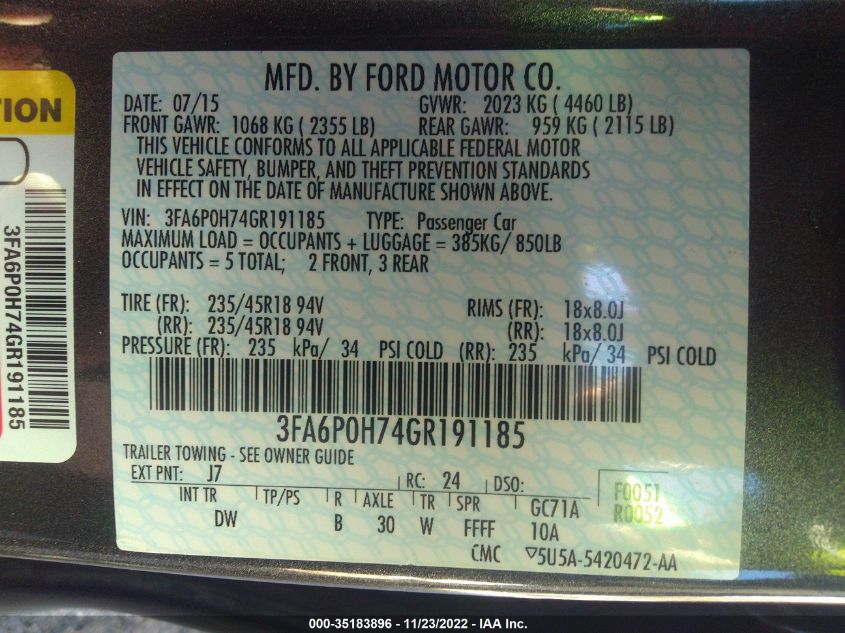 TION
3FA6P0H74GR191185
MFD. BY FORD MOTOR CO.
DATE: 07/15 GVWR: 2023 KG ( 4460 LB)
FRONT GAWR: 1068 KG ( 2355 LB) REAR GAWR: 959 KG ( 2115 LB)
THIS VEHICLE CONFORMS TO ALL APPLICABLE FEDERAL MOTOR
VEHICLE SAFETY, BUMPER, AND THEFT PREVENTION STANDARDS
IN EFFECT ON THE DATE OF MANUFACTURE SHOWN ABOVE.
VIN: 3FA6P0H74GR191185 TYPE: Passenger Car
MAXIMUM LOAD = OCCUPANTS + LUGGAGE = 385KG/ 850LB
OCCUPANTS = 5 TOTAL; 2 FRONT, 3 REAR
TIRE (FR): 235/45R18 94V RIMS (FR): 18x8.0J
(RR): 235/45R18 94V (RR): 18x8.0J
PRESSURE (FR): 235 kPa/ 34 PSI COLD (RR): 235 kPa/ 34 PSI COLD
3FA6P0H74GR191185
TRAILER TOWING - SEE OWNER GUIDE
EXT PNT: J7 RC: 24 DSO: F0051
INT TR TP/PS R AXLE TR SPR GC71A R0052
DW B 30 W FFFF 10A
CMC ▽5U5A-5420472-AA
000-35183896 - 11/23/2022 - IAA Inc.